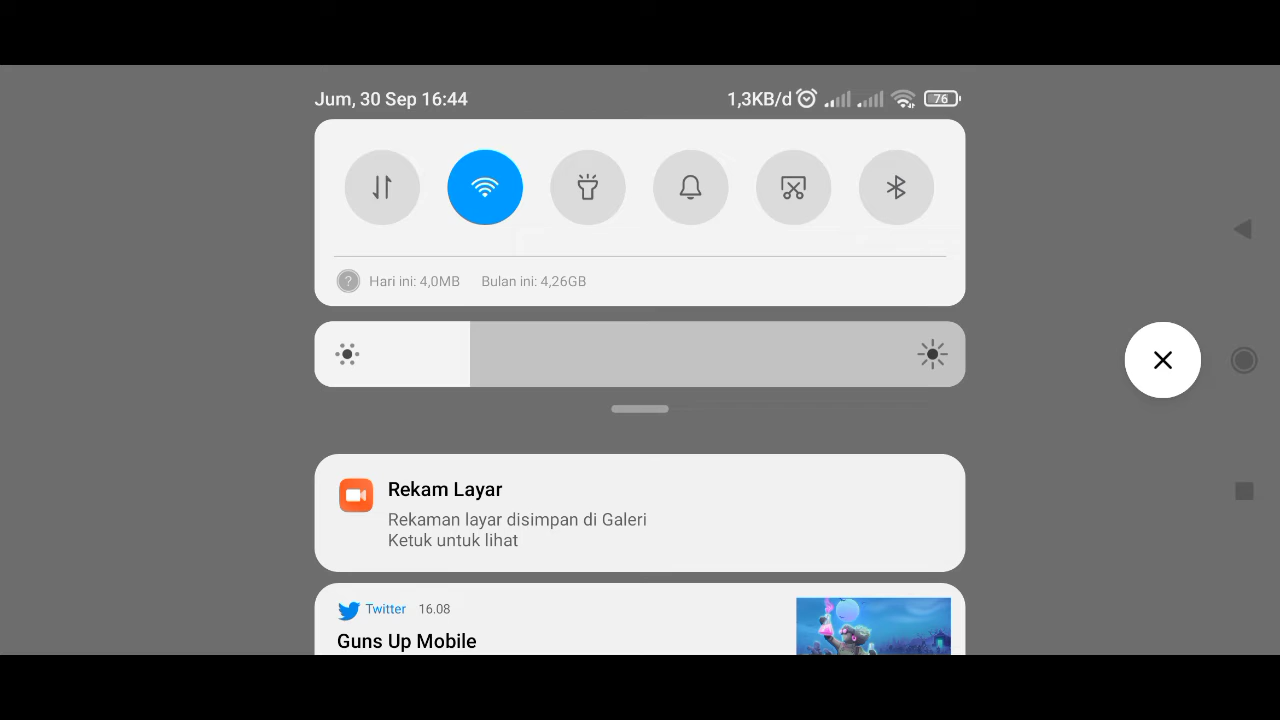 Jum, 30 Sep 16:44
1,3KB/d
76
? Hari ini: 4,0MB Bulan ini: 4,26GB
Rekam Layar
Rekaman layar disimpan di Galeri
Ketuk untuk lihat
Twitter 16.08
Guns Up Mobile